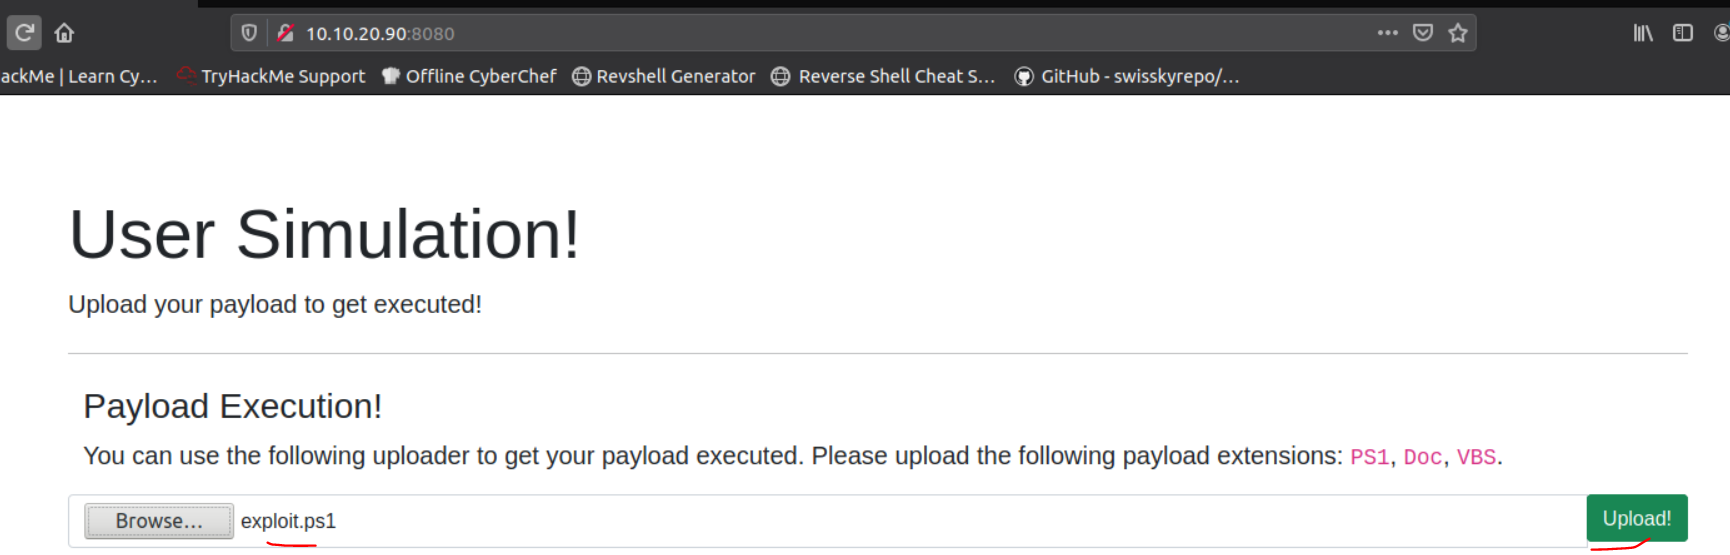 10.10.20.90:8080
ackMe | Learn Cy… TryHackMe Support Offline CyberChef Revshell Generator Reverse Shell Cheat S… GitHub - swisskyrepo/…
User Simulation!
Upload your payload to get executed!
Payload Execution!
You can use the following uploader to get your payload executed. Please upload the following payload extensions: PS1, Doc, VBS.
Browse… exploit.ps1 Upload!